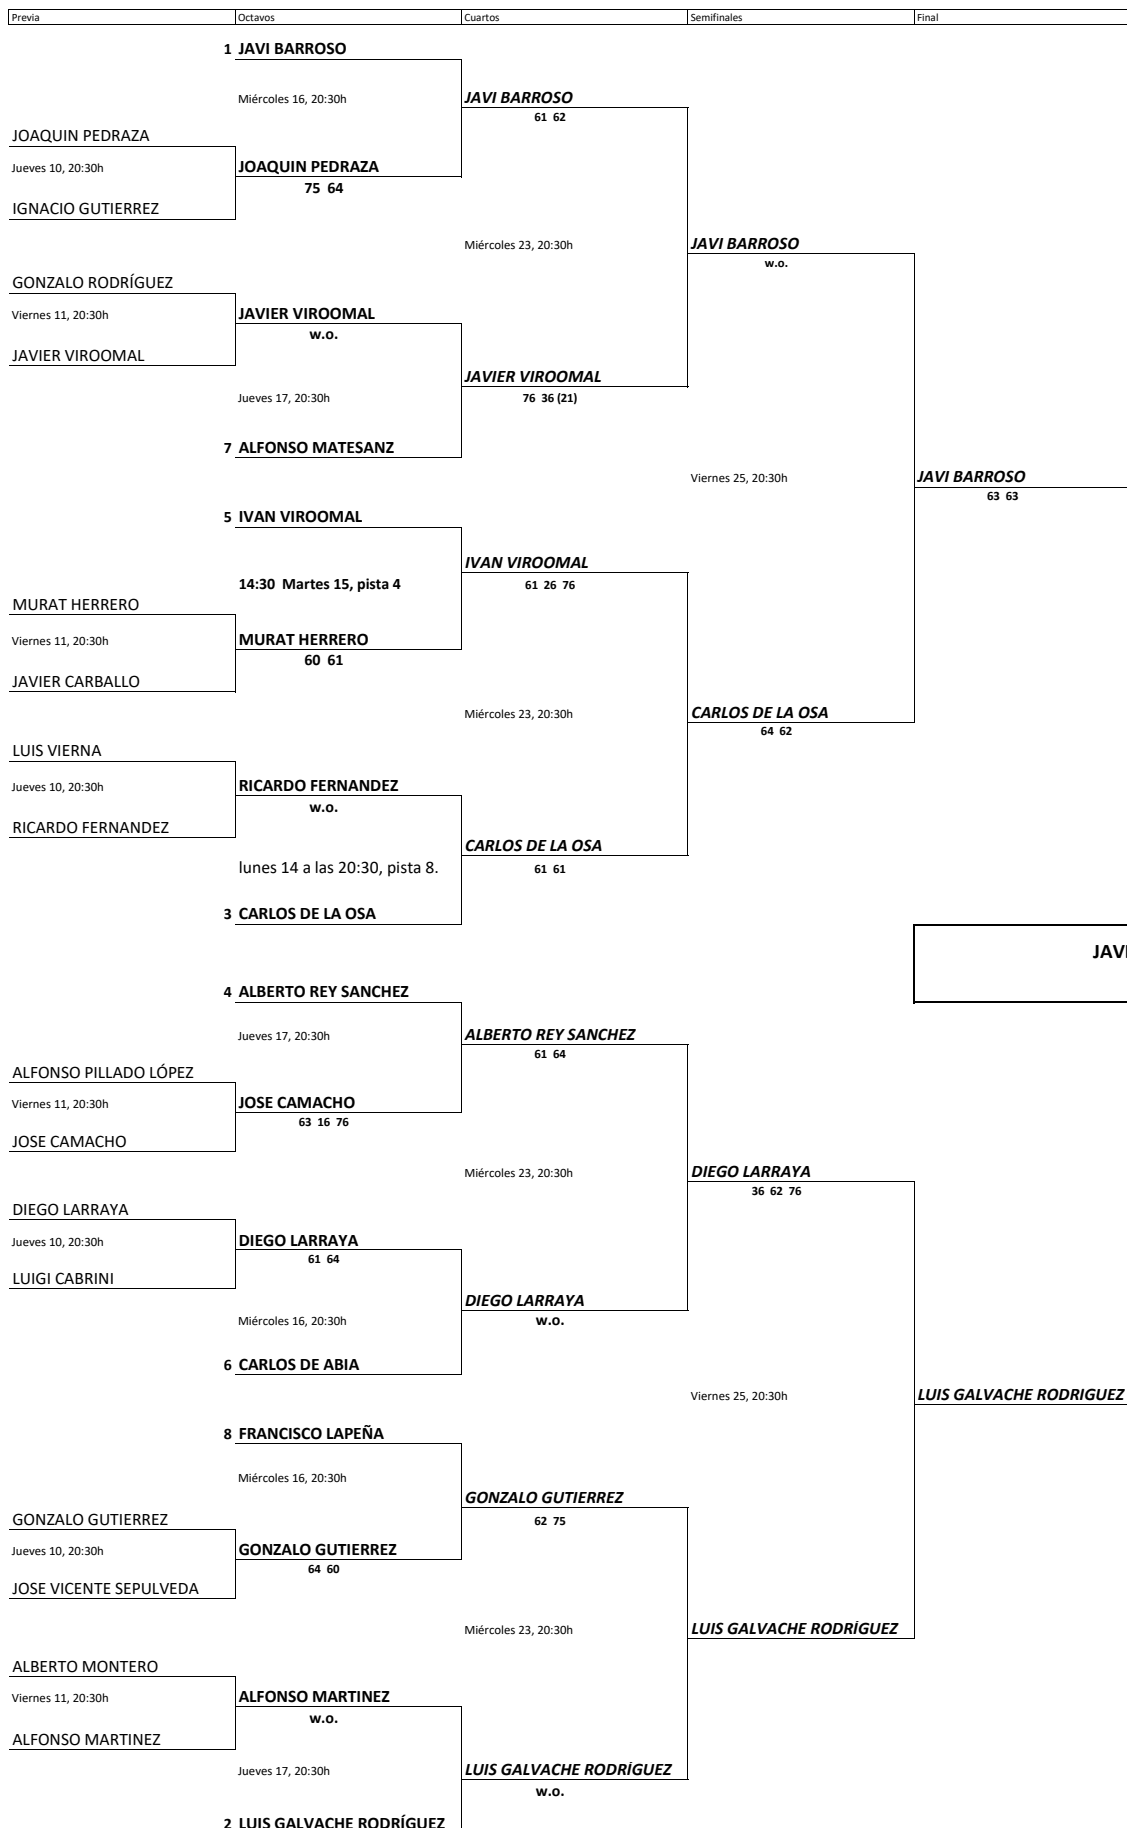 Previa Octavos Cuartos Semifinales Final
1 JAVI BARROSO
Miércoles 16, 20:30h
JAVI BARROSO
61 62
JOAQUIN PEDRAZA
Jueves 10, 20:30h
JOAQUIN PEDRAZA
75 64
IGNACIO GUTIERREZ
Miércoles 23, 20:30h
JAVI BARROSO
w.o.
GONZALO RODRÍGUEZ
Viernes 11, 20:30h
JAVIER VIROOMAL
w.o.
JAVIER VIROOMAL
JAVIER VIROOMAL
76 36 (21)
Jueves 17, 20:30h
7 ALFONSO MATESANZ
Viernes 25, 20:30h
JAVI BARROSO
63 63
5 IVAN VIROOMAL
IVAN VIROOMAL
61 26 76
14:30 Martes 15, pista 4
MURAT HERRERO
Viernes 11, 20:30h
MURAT HERRERO
60 61
JAVIER CARBALLO
Miércoles 23, 20:30h
CARLOS DE LA OSA
64 62
LUIS VIERNA
Jueves 10, 20:30h
RICARDO FERNANDEZ
w.o.
RICARDO FERNANDEZ
CARLOS DE LA OSA
61 61
lunes 14 a las 20:30, pista 8.
3 CARLOS DE LA OSA
JAVI
4 ALBERTO REY SANCHEZ
Jueves 17, 20:30h
ALBERTO REY SANCHEZ
61 64
ALFONSO PILLADO LÓPEZ
Viernes 11, 20:30h
JOSE CAMACHO
63 16 76
JOSE CAMACHO
Miércoles 23, 20:30h
DIEGO LARRAYA
36 62 76
DIEGO LARRAYA
Jueves 10, 20:30h
DIEGO LARRAYA
61 64
LUIGI CABRINI
DIEGO LARRAYA
w.o.
Miércoles 16, 20:30h
6 CARLOS DE ABIA
Viernes 25, 20:30h
LUIS GALVACHE RODRIGUEZ
8 FRANCISCO LAPEÑA
Miércoles 16, 20:30h
GONZALO GUTIERREZ
62 75
GONZALO GUTIERREZ
Jueves 10, 20:30h
GONZALO GUTIERREZ
64 60
JOSE VICENTE SEPULVEDA
Miércoles 23, 20:30h
LUIS GALVACHE RODRÍGUEZ
ALBERTO MONTERO
Viernes 11, 20:30h
ALFONSO MARTINEZ
w.o.
ALFONSO MARTINEZ
Jueves 17, 20:30h
LUIS GALVACHE RODRÍGUEZ
w.o.
2 LUIS GALVACHE RODRÍGUEZ